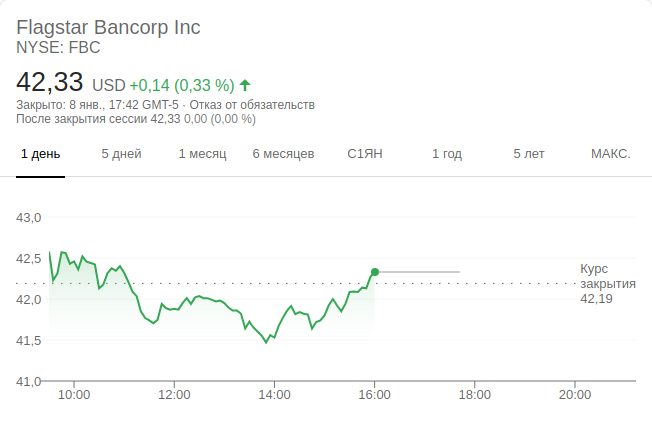 Flagstar Bancorp Inc
NYSE: FBC
42,33 USD +0,14 (0,33 %)
Закрыто: 8 янв., 17:42 GMT-5 · Отказ от обязательств
После закрытия сессии 42,33 0,00 (0,00 %)
1 день 5 дней 1 месяц 6 месяцев С1ЯН 1 год 5 лет МАКС.
43,0
42,5
Курс
закрытия
42,19
42,0
41,5
41,0
10:00 12:00 14:00 16:00 18:00 20:00